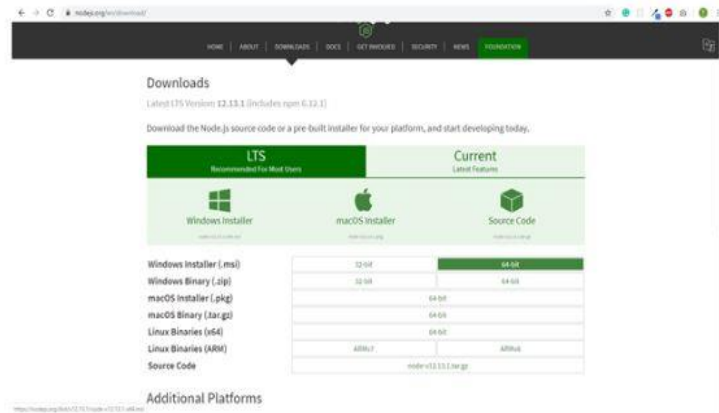 nodejs.org/en/download/
HOME | ABOUT | DOWNLOADS | DOCS | GET INVOLVED | SECURITY | NEWS | FOUNDATION
Downloads
Latest LTS Version: 12.13.1 (includes npm 6.12.1)
Download the Node.js source code or a pre-built installer for your platform, and start developing today.
LTS
Recommended For Most Users
Current
Latest Features
Windows Installer
macOS Installer
Source Code
Windows Installer (.msi) 32-bit 64-bit
Windows Binary (.zip) 32-bit 64-bit
macOS Installer (.pkg) 64-bit
macOS Binary (.tar.gz) 64-bit
Linux Binaries (x64) 64-bit
Linux Binaries (ARM) ARMv7 ARMv8
Source Code node-v12.13.1.tar.gz
Additional Platforms